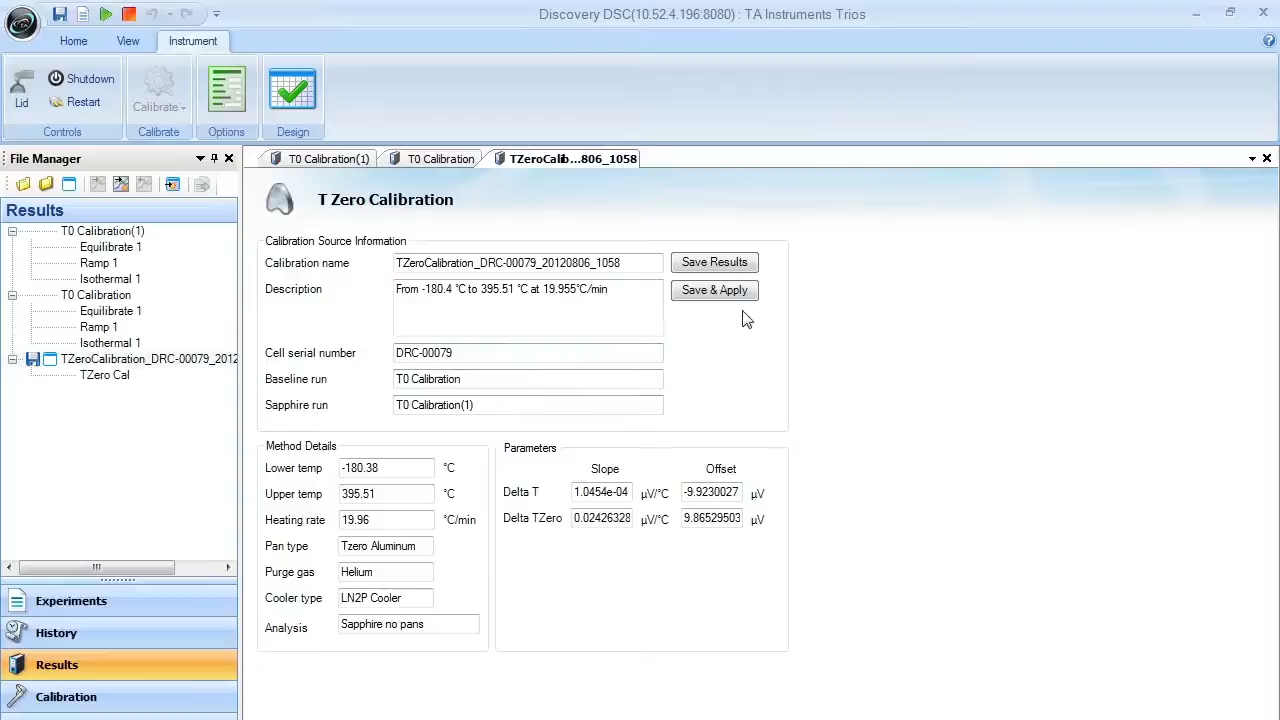 Discovery DSC(10.52.4.196:8080) : TA Instruments Trios
Home View Instrument
Lid
Shutdown
Restart
Calibrate
Controls Calibrate Options Design
File Manager
T0 Calibration(1) T0 Calibration TZeroCalib...806_1058
Results
T0 Calibration(1)
Equilibrate 1
Ramp 1
Isothermal 1
T0 Calibration
Equilibrate 1
Ramp 1
Isothermal 1
TZeroCalibration_DRC-00079_2012
TZero Cal
Experiments
History
Results
Calibration
T Zero Calibration
Calibration Source Information
Calibration name TZeroCalibration_DRC-00079_20120806_1058 Save Results
Description From -180.4 °C to 395.51 °C at 19.955°C/min Save & Apply
Cell serial number DRC-00079
Baseline run T0 Calibration
Sapphire run T0 Calibration(1)
Method Details
Lower temp -180.38 °C
Upper temp 395.51 °C
Heating rate 19.96 °C/min
Pan type Tzero Aluminum
Purge gas Helium
Cooler type LN2P Cooler
Analysis Sapphire no pans
Parameters
Slope Offset
Delta T 1.0454e-04 µV/°C -9.9230027 µV
Delta TZero 0.02426328 µV/°C 9.86529503 µV